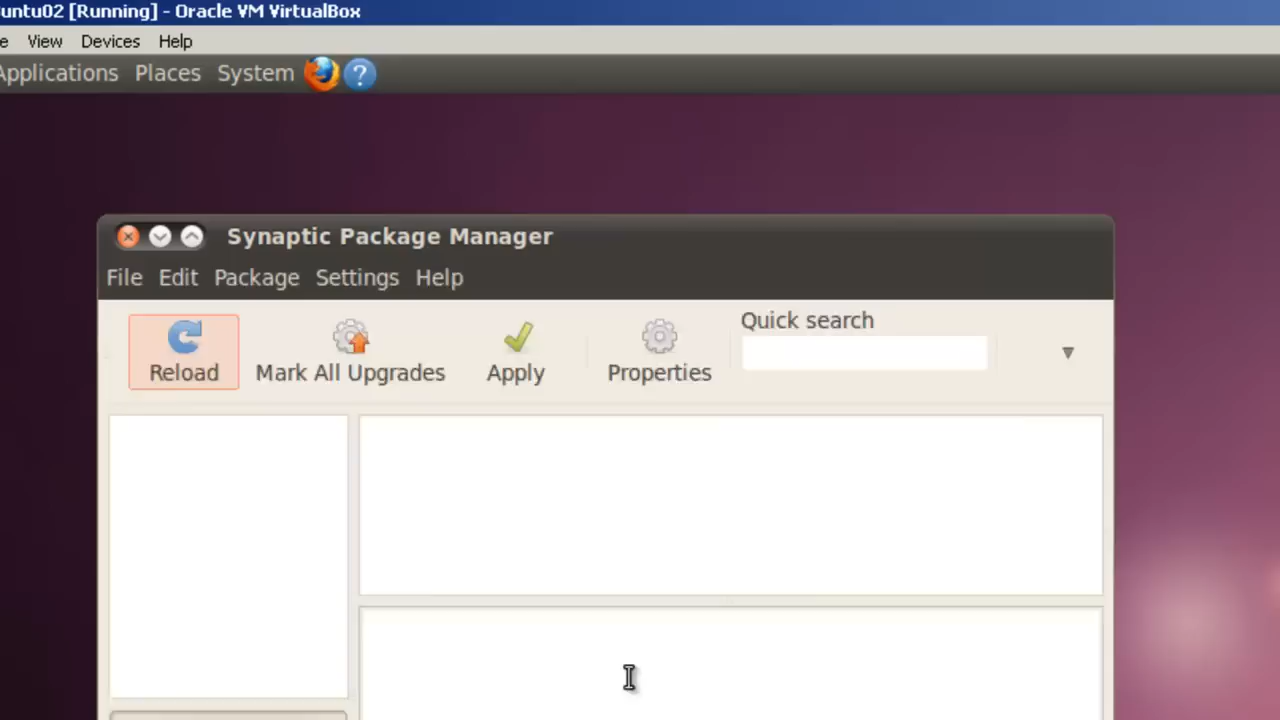 untu02 [Running] - Oracle VM VirtualBox
e View Devices Help
Applications Places System ?
Synaptic Package Manager
File Edit Package Settings Help
Quick search
Reload Mark All Upgrades Apply Properties